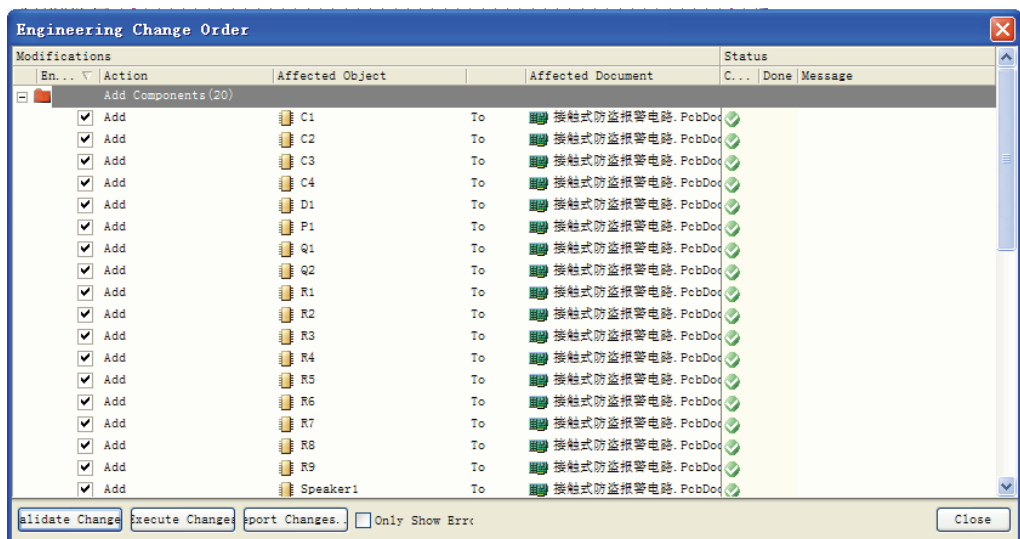 Engineering Change Order
Modifications Status
En... Action Affected Object Affected Document C... Done Message
Add Components(20)
Add C1 To 接触式防盗报警电路.PcbDoc
Add C2 To 接触式防盗报警电路.PcbDoc
Add C3 To 接触式防盗报警电路.PcbDoc
Add C4 To 接触式防盗报警电路.PcbDoc
Add D1 To 接触式防盗报警电路.PcbDoc
Add P1 To 接触式防盗报警电路.PcbDoc
Add Q1 To 接触式防盗报警电路.PcbDoc
Add Q2 To 接触式防盗报警电路.PcbDoc
Add R1 To 接触式防盗报警电路.PcbDoc
Add R2 To 接触式防盗报警电路.PcbDoc
Add R3 To 接触式防盗报警电路.PcbDoc
Add R4 To 接触式防盗报警电路.PcbDoc
Add R5 To 接触式防盗报警电路.PcbDoc
Add R6 To 接触式防盗报警电路.PcbDoc
Add R7 To 接触式防盗报警电路.PcbDoc
Add R8 To 接触式防盗报警电路.PcbDoc
Add R9 To 接触式防盗报警电路.PcbDoc
Add Speaker1 To 接触式防盗报警电路.PcbDoc
alidate Change Execute Changes eport Changes.. Only Show Erro Close